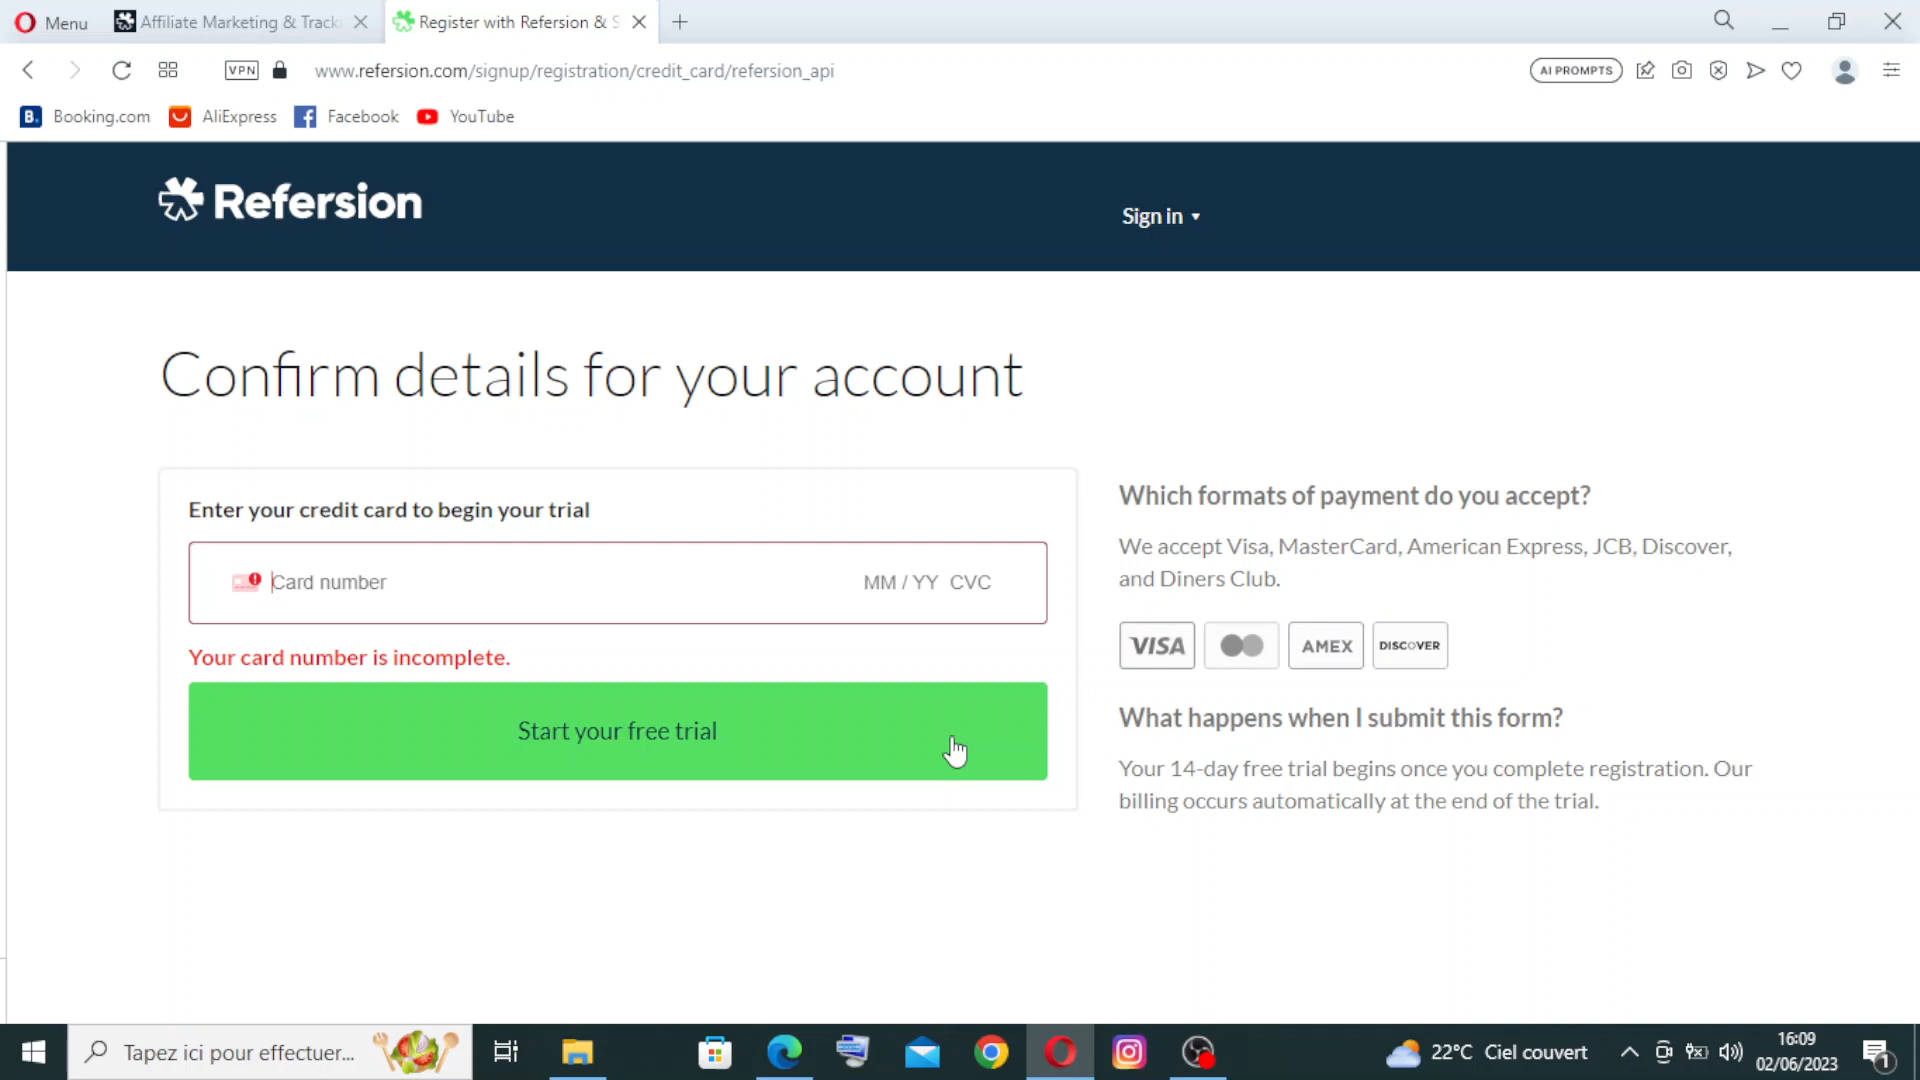 Menu
Affiliate Marketing & Track
Register with Refersion & S
VPN
www.refersion.com/signup/registration/credit_card/refersion_api
AI PROMPTS
B. Booking.com
AliExpress
Facebook
YouTube
Refersion
Sign in
Confirm details for your account
Enter your credit card to begin your trial
Card number
MM / YY CVC
Your card number is incomplete.
Start your free trial
Which formats of payment do you accept?
We accept Visa, MasterCard, American Express, JCB, Discover,
and Diners Club.
VISA
AMEX
DISCOVER
What happens when I submit this form?
Your 14-day free trial begins once you complete registration. Our
billing occurs automatically at the end of the trial.
Tapez ici pour effectuer...
22°C Ciel couvert
16:09
02/06/2023
1